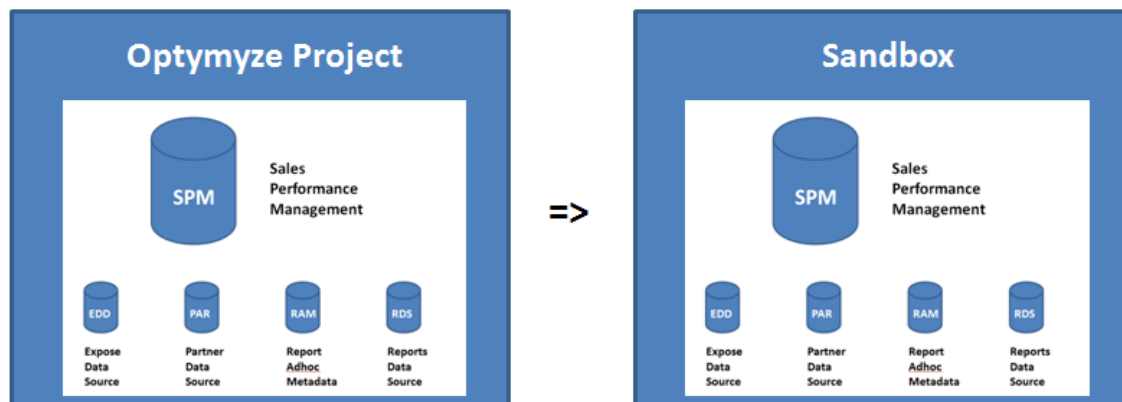 Optymyze Project
SPM
Sales
Performance
Management
EDD
PAR
RAM
RDS
Expose
Data
Source
Partner
Data
Source
Report
Adhoc
Metadata
Reports
Data
Source
=>
Sandbox
SPM
Sales
Performance
Management
EDD
PAR
RAM
RDS
Expose
Data
Source
Partner
Data
Source
Report
Adhoc
Metadata
Reports
Data
Source